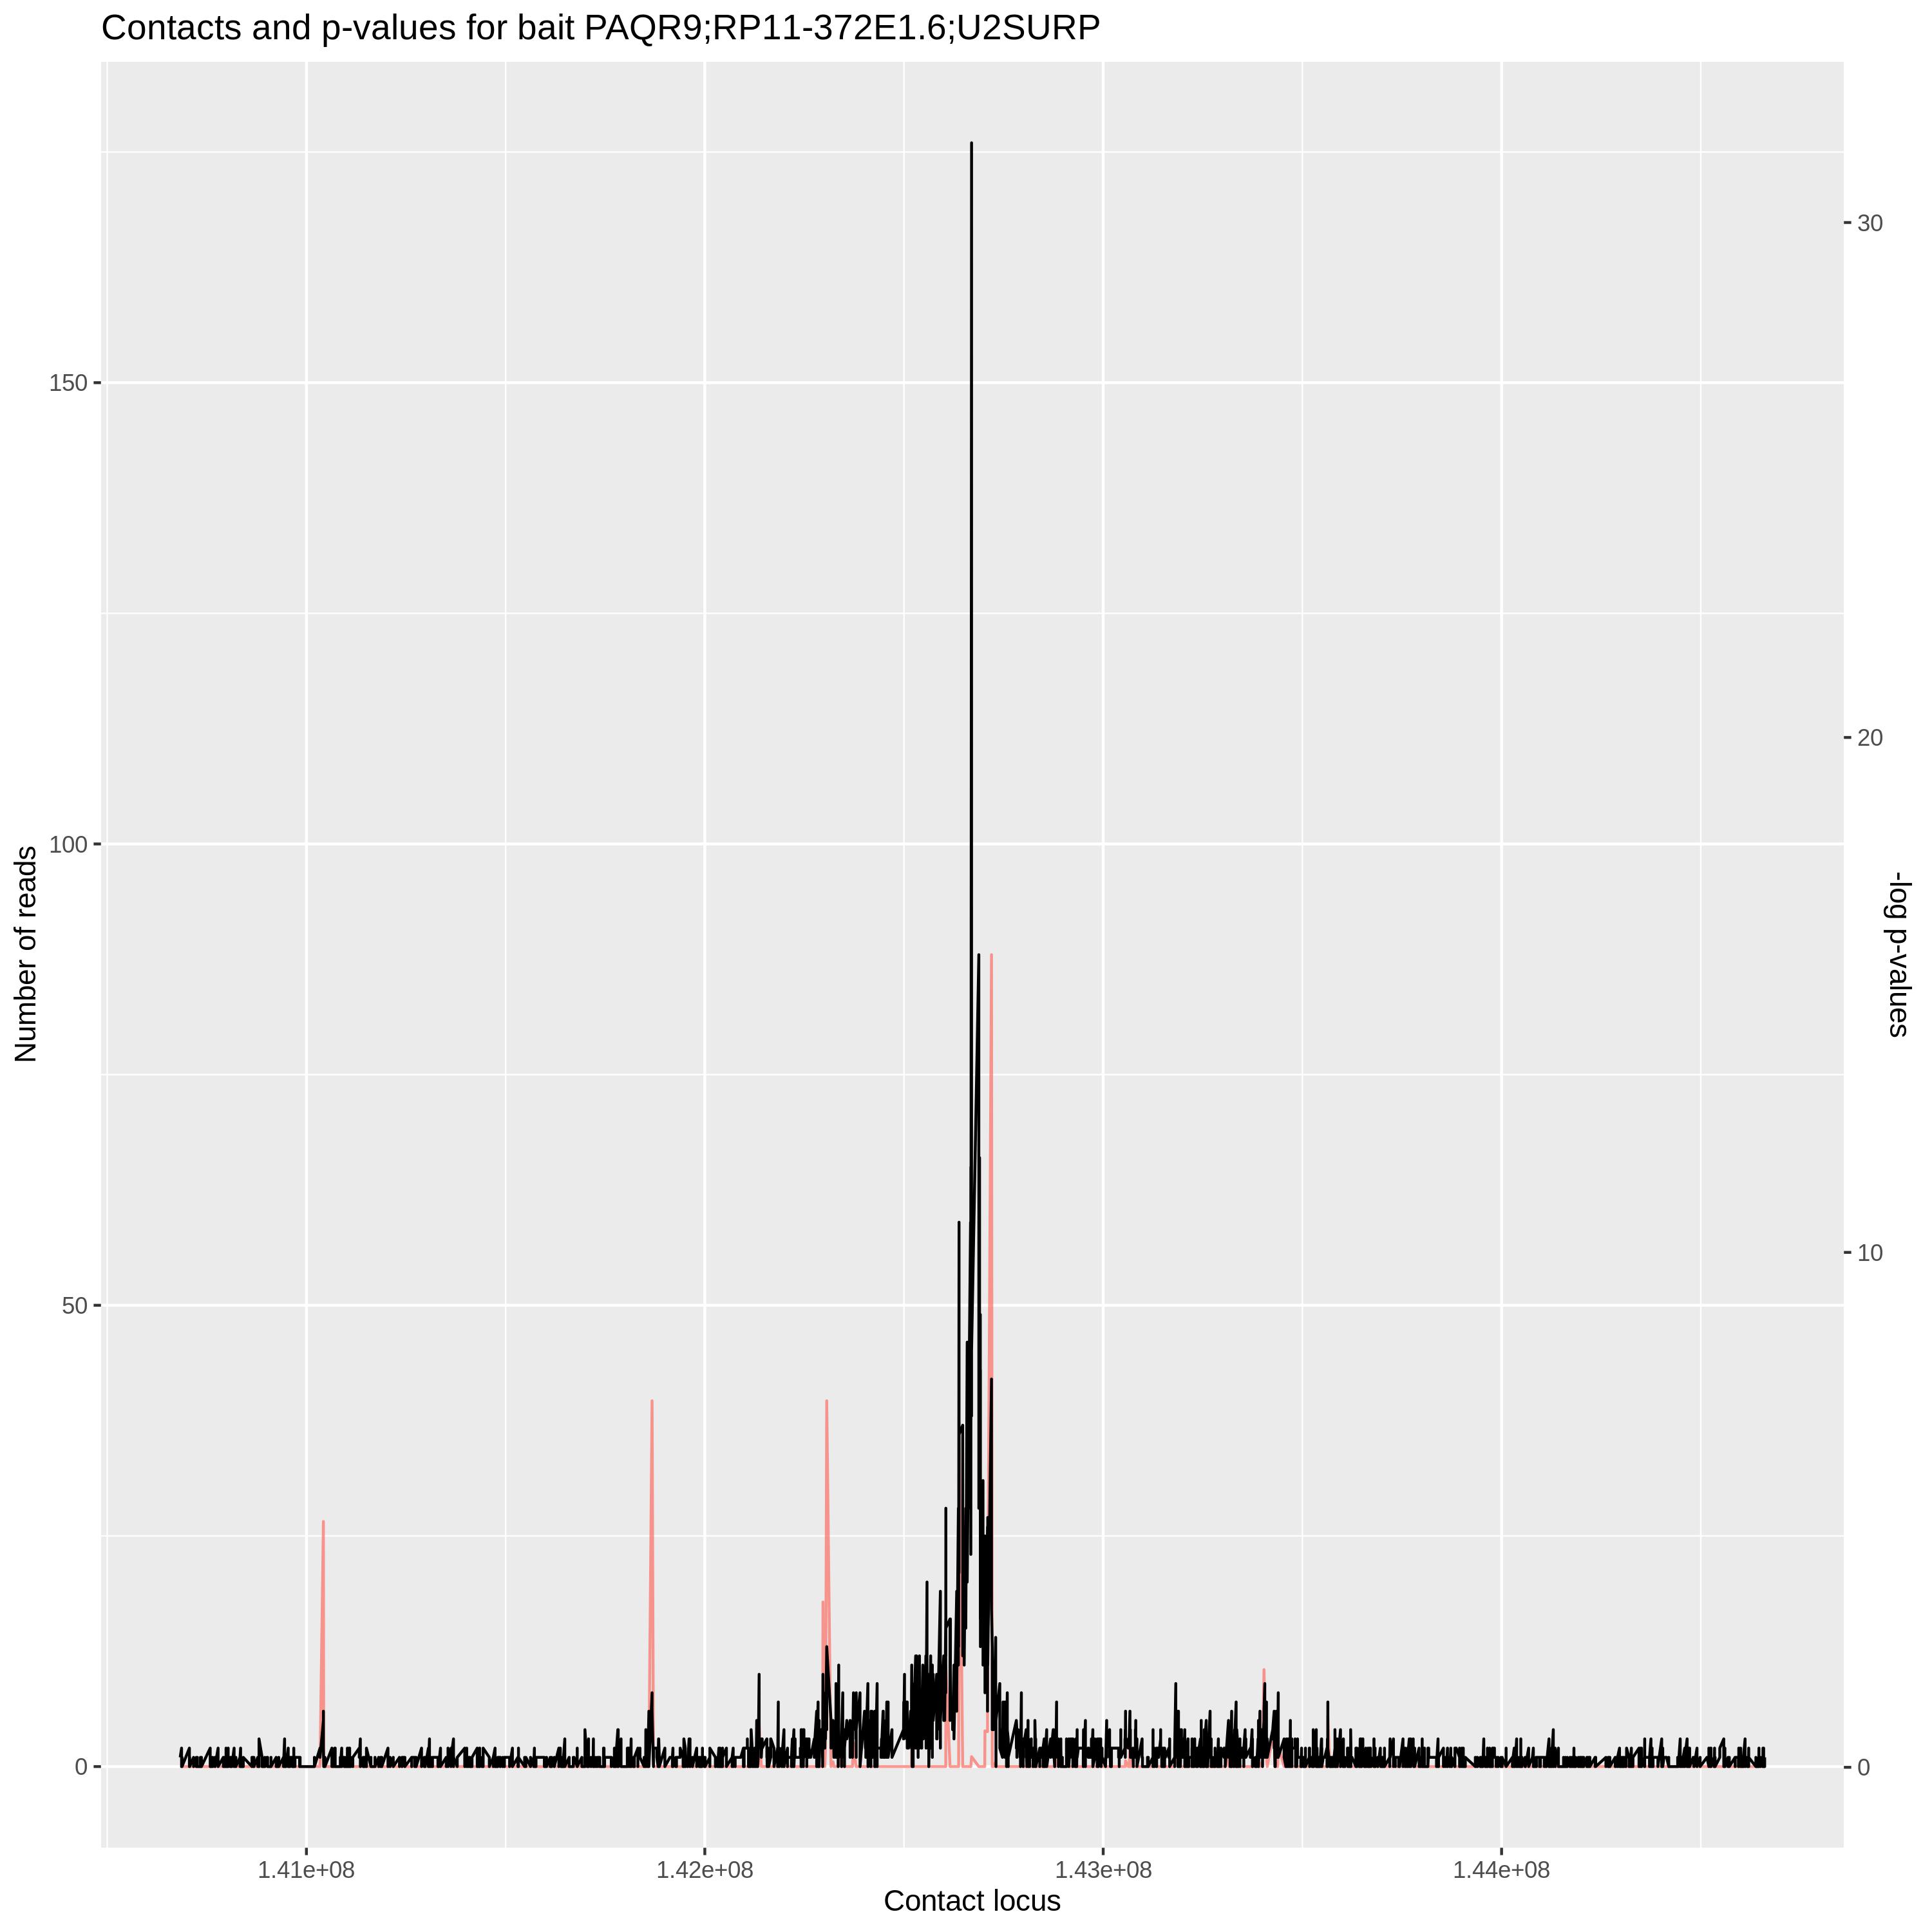 Contacts and p-values for bait PAQR9;RP11-372E1.6;U2SURP
150
100
50
0
Number of reads
30
20
10
0
-log p-values
1.41e+08
1.42e+08
1.43e+08
1.44e+08
Contact locus